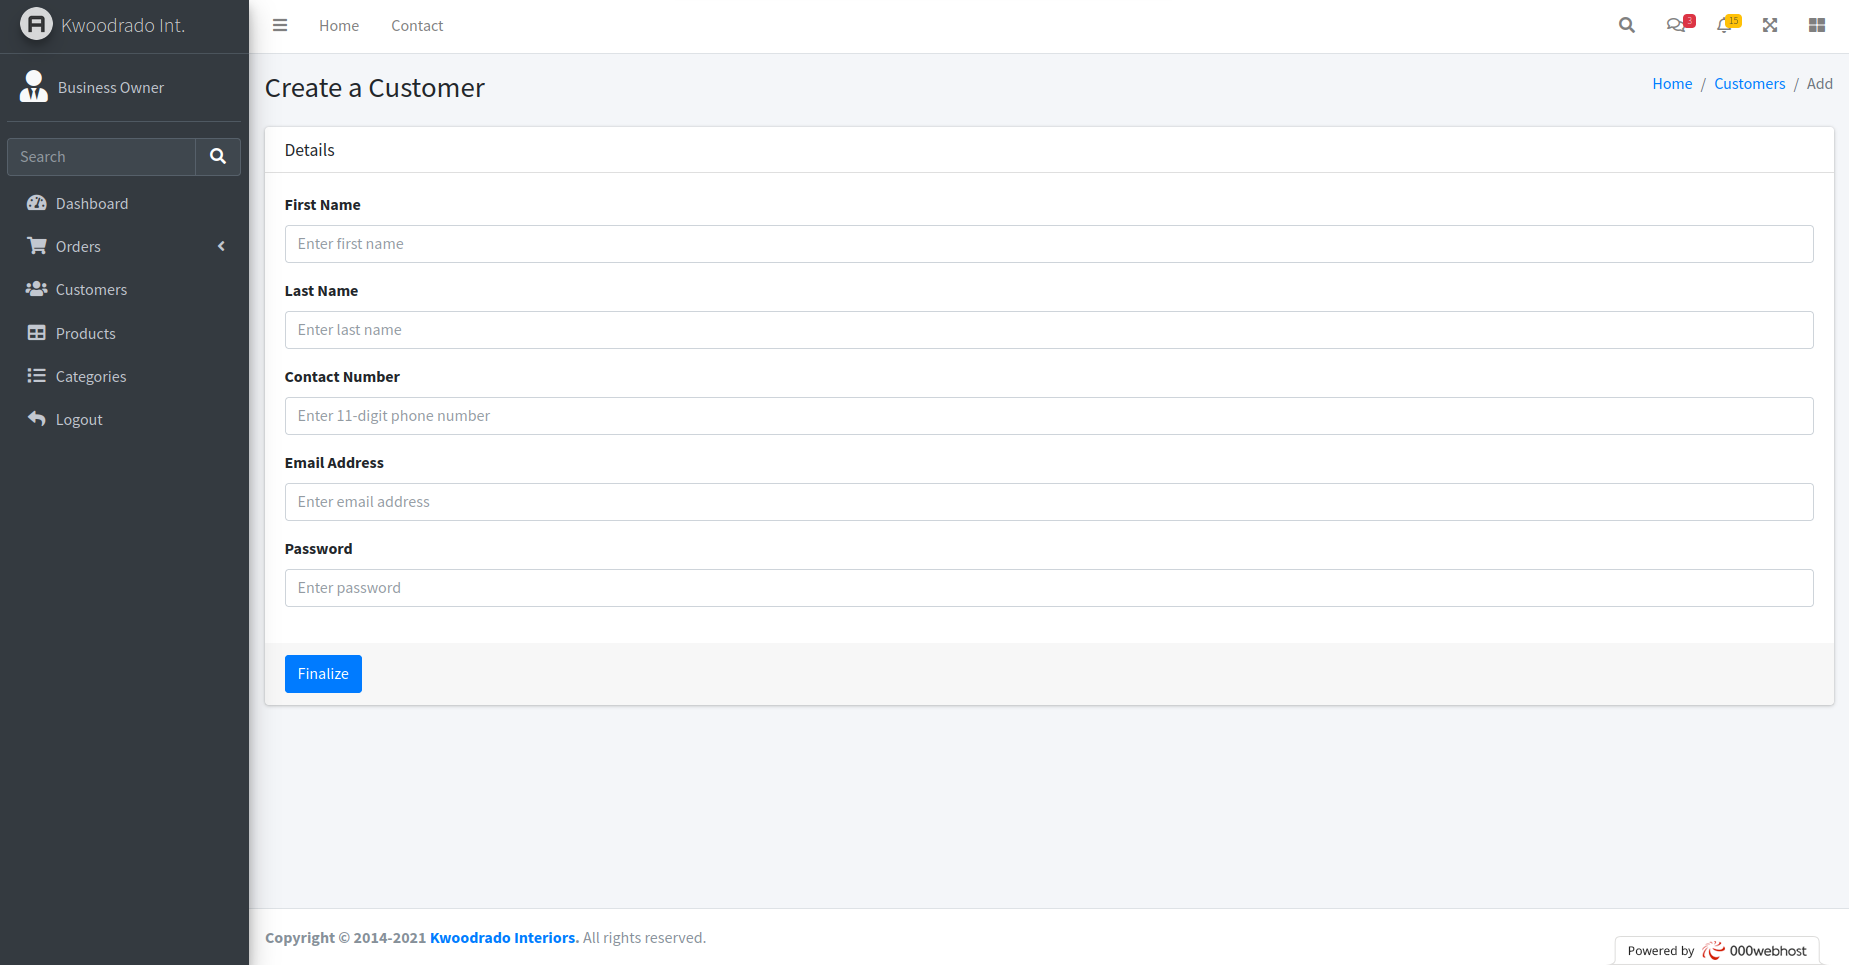 Kwoodrado Int.
Home
Contact
3
15
Business Owner
Search
Dashboard
Orders
Customers
Products
Categories
Logout
Create a Customer
Home / Customers / Add
Details
First Name
Enter first name
Last Name
Enter last name
Contact Number
Enter 11-digit phone number
Email Address
Enter email address
Password
Enter password
Finalize
Copyright © 2014-2021 Kwoodrado Interiors. All rights reserved.
Powered by 000webhost